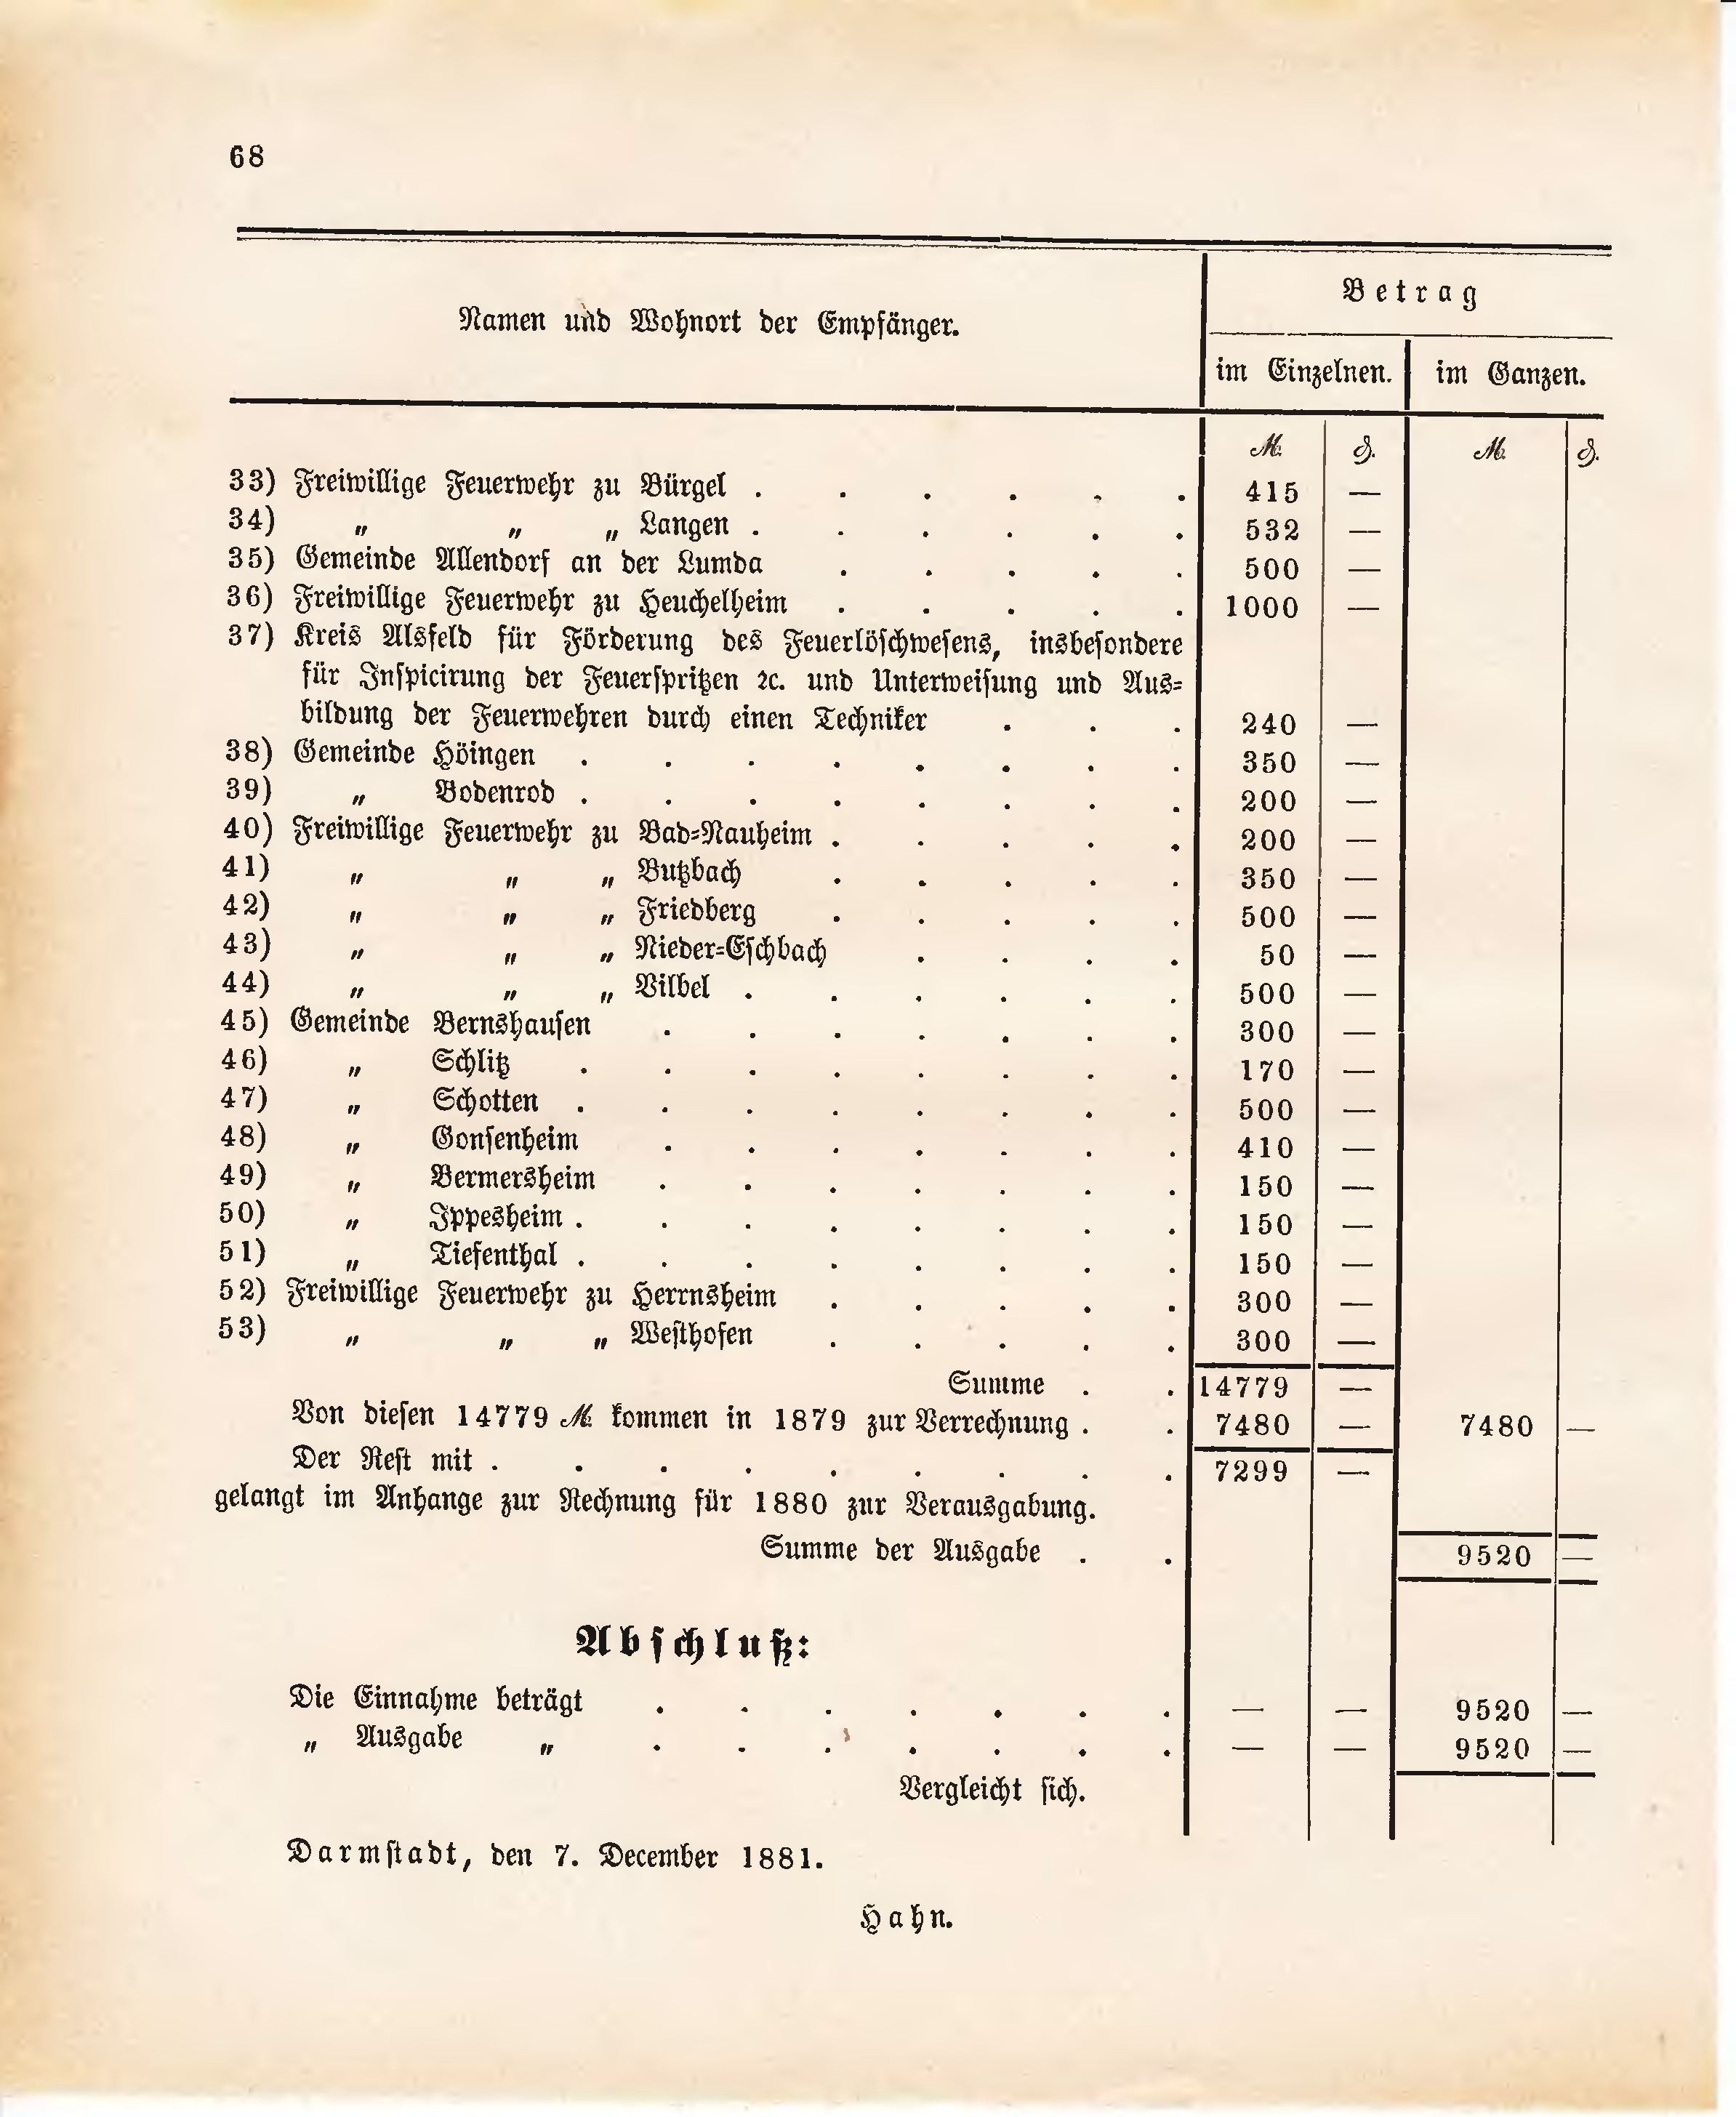 68
Namen und Wohnort der Empfänger.
Betrag
im Einzelnen. im Ganzen.
ℳ ₰. ℳ ₰.
33) Freiwillige Feuerwehr zu Bürgel . . . . . . 415 —
34) „ „ „ Langen . . . . . . 532 —
35) Gemeinde Allendorf an der Lumda . . . . . 500 —
36) Freiwillige Feuerwehr zu Heuchelheim . . . . . 1000 —
37) Kreis Alsfeld für Förderung des Feuerlöschwesens, insbesondere
für Inspicirung der Feuerspritzen ꝛc. und Unterweisung und Aus=
bildung der Feuerwehren durch einen Techniker . . . 240 —
38) Gemeinde Höingen . . . . . . . . 350 —
39) „ Bodenrod . . . . . . . . 200 —
40) Freiwillige Feuerwehr zu Bad=Nauheim . . . . . 200 —
41) „ „ „ Butzbach . . . . . 350 —
42) „ „ „ Friedberg . . . . . 500 —
43) „ „ „ Nieder=Eschbach . . . . 50 —
44) „ „ „ Vilbel . . . . . . 500 —
45) Gemeinde Bernshausen . . . . . . . 300 —
46) „ Schlitz . . . . . . . . 170 —
47) „ Schotten . . . . . . . . 500 —
48) „ Gonsenheim . . . . . . . 410 —
49) „ Bermersheim . . . . . . . 150 —
50) „ Ippesheim . . . . . . . . 150 —
51) „ Tiefenthal . . . . . . . . 150 —
52) Freiwillige Feuerwehr zu Herrnsheim . . . . . 300 —
53) „ „ „ Westhofen . . . . . 300 —
Summe . . 14779 —
Von diesen 14779 ℳ kommen in 1879 zur Verrechnung . . 7480 — 7480 —
Der Rest mit . . . . . . . . . 7299 —
gelangt im Anhange zur Rechnung für 1880 zur Verausgabung.
Summe der Ausgabe . . 9520 —
Abschluß:
Die Einnahme beträgt . . . . . . . — — 9520 —
„ Ausgabe „ . . . . . . . — — 9520 —
Vergleicht sich.
Darmstadt, den 7. December 1881.
Hahn.